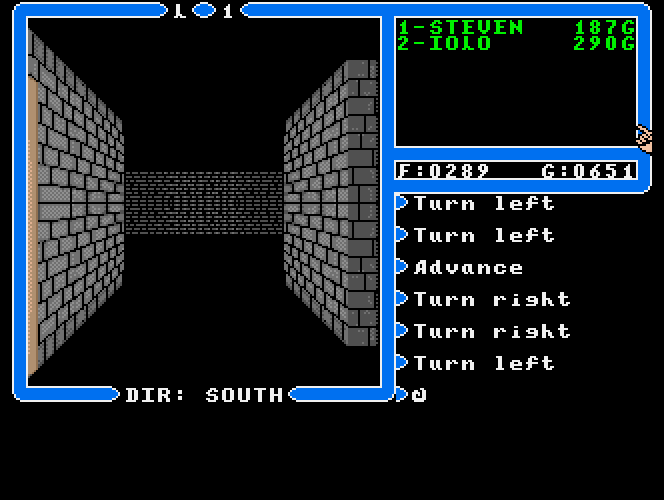 L 1
1-STEVEN 187G
2-IOLO 290G
F:0289 G:0651
Turn left
Turn left
Advance
Turn right
Turn right
Turn left
DIR: SOUTH